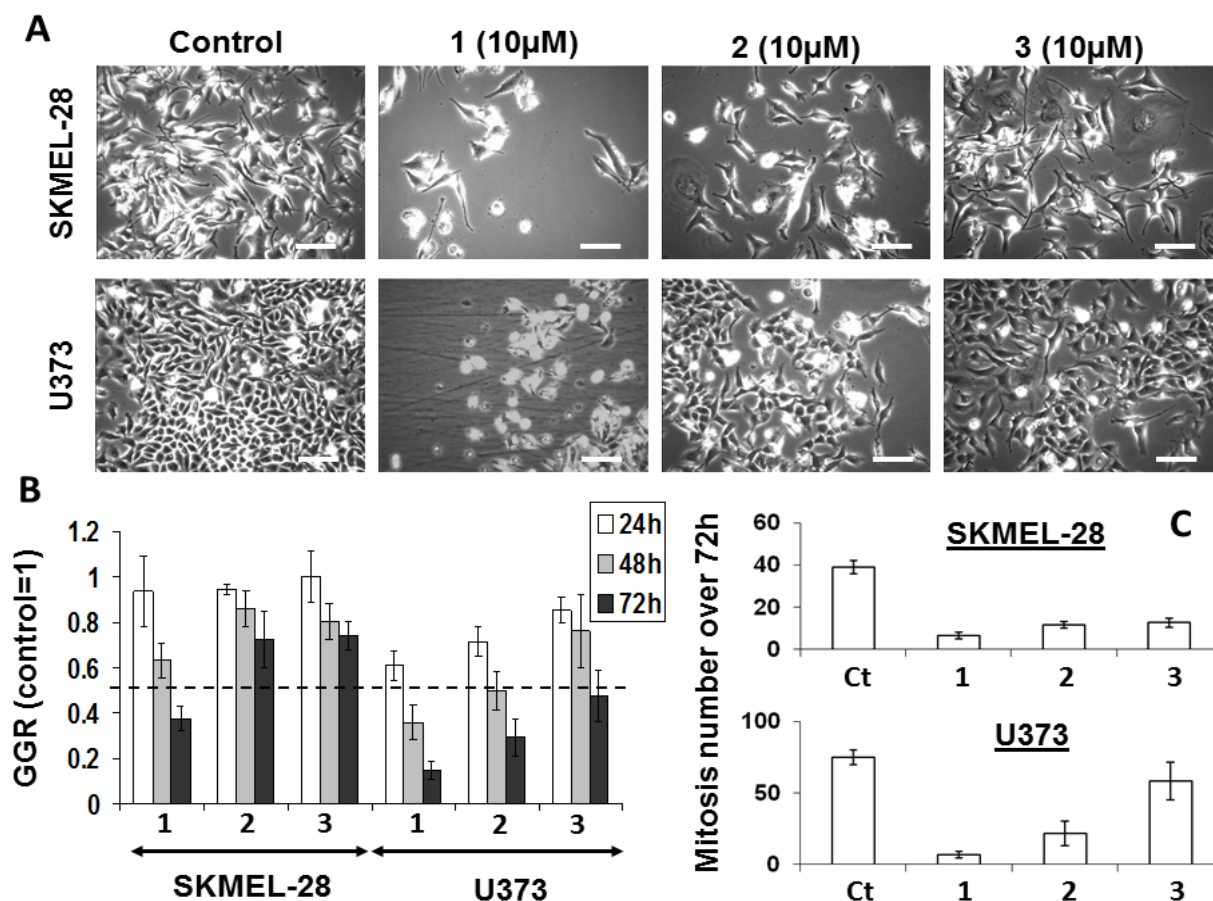 A
Control 1 (10µM) 2 (10µM) 3 (10µM)
SKMEL-28
U373
B
GGR (control=1)
1.2
1
0.8
0.6
0.4
0.2
0
24h
48h
72h
1 2 3 1 2 3
SKMEL-28 U373
C
Mitosis number over 72h
SKMEL-28
60
40
20
0
Ct 1 2 3
U373
100
50
0
Ct 1 2 3